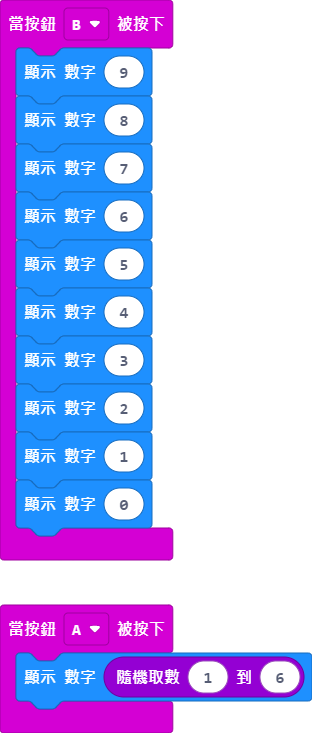 當按鈕 B 被按下
顯示 數字 9
顯示 數字 8
顯示 數字 7
顯示 數字 6
顯示 數字 5
顯示 數字 4
顯示 數字 3
顯示 數字 2
顯示 數字 1
顯示 數字 0
當按鈕 A 被按下
顯示 數字 隨機取數 1 到 6